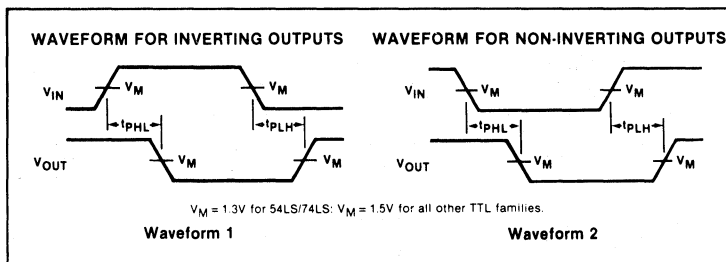 WAVEFORM FOR INVERTING OUTPUTS
VIN
VM
VM
tPHL
tPLH
VOUT
VM
VM
Waveform 1
WAVEFORM FOR NON-INVERTING OUTPUTS
VIN
VM
VM
tPHL
tPLH
VOUT
VM
VM
VM = 1.3V for 54LS/74LS: VM = 1.5V for all other TTL families.
Waveform 2